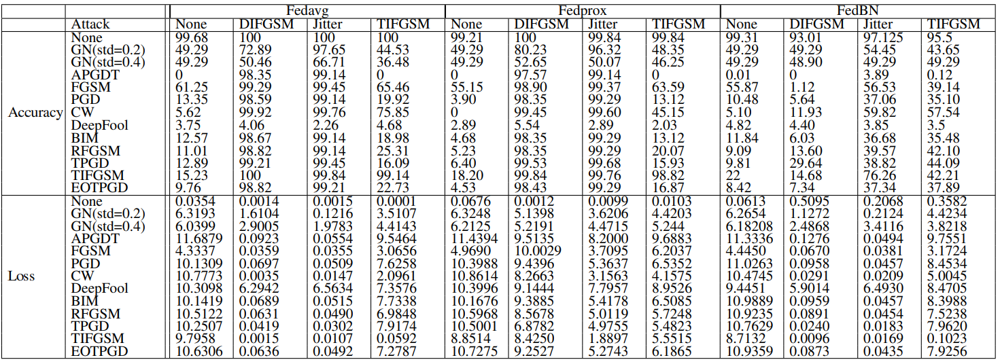 Fedavg Fedprox FedBN
Attack None DIFGSM Jitter TIFGSM None DIFGSM Jitter TIFGSM None DIFGSM Jitter TIFGSM
None 99.68 100 100 100 99.21 100 99.84 99.84 99.31 93.01 97.125 95.5
GN(std=0.2) 49.29 72.89 97.65 44.53 49.29 80.23 96.32 48.35 49.29 49.29 54.45 43.65
GN(std=0.4) 49.29 50.46 66.71 36.48 49.29 52.65 50.07 46.25 49.29 48.90 49.29 49.29
APGDT 0 98.35 99.14 0 0 97.57 99.14 0 0.01 0 3.89 0.12
FGSM 61.25 99.29 99.45 65.46 55.15 98.90 99.37 63.59 55.87 1.12 56.53 39.14
PGD 13.35 98.59 99.14 19.92 3.90 98.35 99.29 13.12 10.48 5.64 37.06 35.10
Accuracy CW 5.62 99.92 99.76 75.85 0 99.45 99.60 45.15 5.10 11.93 59.82 57.54
DeepFool 3.75 4.06 2.26 4.68 2.89 5.54 2.89 2.03 4.82 4.40 3.85 3.5
BIM 12.57 98.67 99.14 18.98 4.68 98.35 99.29 13.12 11.84 6.03 36.68 35.48
RFGSM 11.01 98.82 99.14 25.31 5.23 98.35 99.29 20.07 9.09 13.60 39.57 42.10
TPGD 12.89 99.21 99.45 16.09 6.40 99.53 99.68 15.93 9.81 29.64 38.82 44.09
TIFGSM 15.23 100 99.84 99.14 18.20 99.84 99.76 98.82 22 14.68 76.26 42.21
EOTPGD 9.76 98.82 99.21 22.73 4.53 98.43 99.29 16.87 8.42 7.34 37.34 37.89
None 0.0354 0.0014 0.0015 0.0001 0.0676 0.0012 0.0099 0.0103 0.0613 0.5095 0.2068 0.3582
GN(std=0.2) 6.3193 1.6104 0.1216 3.5107 6.3248 5.1398 3.6206 4.4203 6.2654 1.1272 0.2124 4.4234
GN(std=0.4) 6.0399 2.9005 1.9783 4.4143 6.2125 5.2191 4.4715 5.244 6.18208 2.4868 3.4116 3.8218
APGDT 11.6879 0.0923 0.0554 9.5464 11.4394 9.5135 8.2000 9.6883 11.3336 0.1276 0.0494 9.7551
FGSM 4.3337 0.0359 0.0355 3.0656 4.9690 10.0029 3.7095 6.2037 4.4450 0.0670 0.0381 3.1724
PGD 10.1309 0.0697 0.0509 7.6258 10.3988 9.4396 5.3637 6.5352 11.0263 0.0958 0.0457 8.4534
Loss CW 10.7773 0.0035 0.0147 2.0961 10.8614 8.2663 3.1563 4.1575 10.4745 0.0291 0.0209 5.0045
DeepFool 10.3098 6.2942 6.5634 7.3576 10.3996 9.1444 7.7957 8.9526 9.4451 5.9014 6.4930 8.4705
BIM 10.1419 0.0689 0.0515 7.7338 10.1676 9.3885 5.4178 6.5085 10.9889 0.0959 0.0457 8.3988
RFGSM 10.5122 0.0631 0.0490 6.9848 10.5968 8.5678 5.0119 5.7248 10.9235 0.0891 0.0454 7.5238
TPGD 10.2507 0.0419 0.0302 7.9174 10.5001 6.8782 4.9755 5.4823 10.7629 0.0240 0.0183 7.9620
TIFGSM 9.7958 0.0015 0.0107 0.0592 8.8514 8.4250 1.8897 5.5515 8.7132 0.0096 0.0169 0.1023
EOTPGD 10.6306 0.0636 0.0492 7.2787 10.7275 9.2527 5.2743 6.1865 10.9359 0.0873 0.0435 7.9256